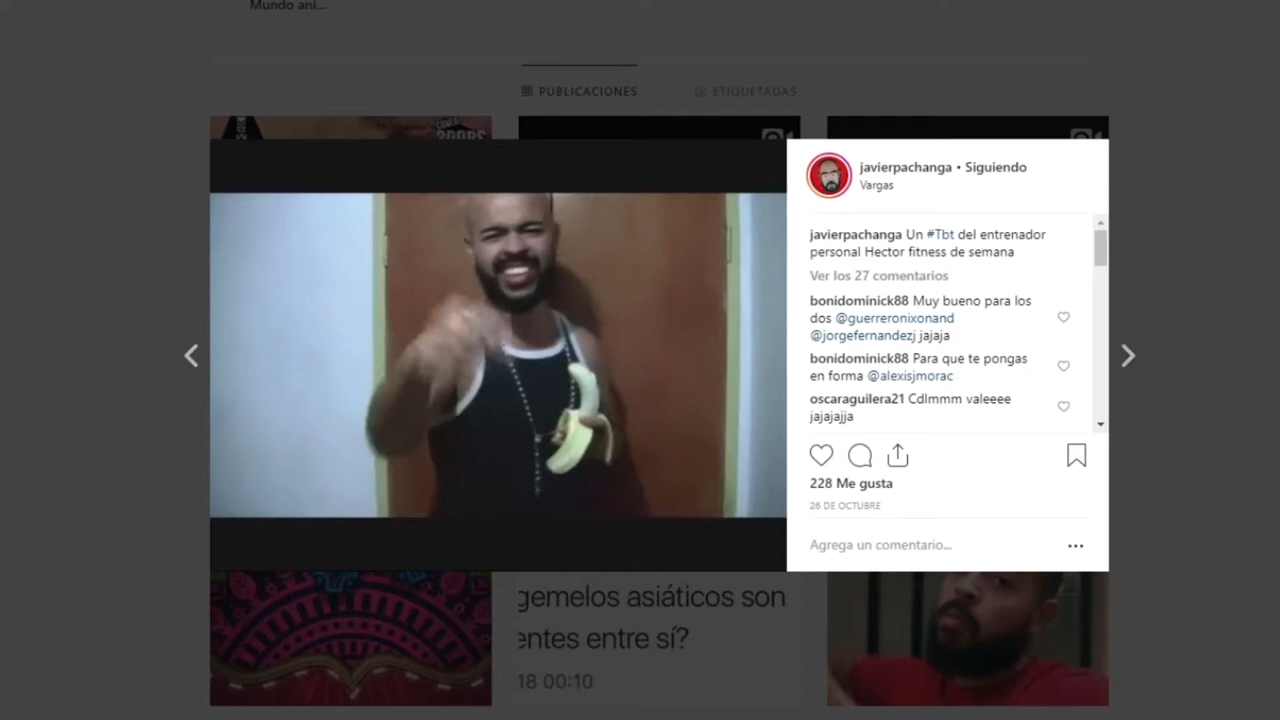 Mundo ani...
PUBLICACIONES
ETIQUETADAS
javierpachanga • Siguiendo
Vargas
javierpachanga Un #Tbt del entrenador
personal Hector fitness de semana
Ver los 27 comentarios
bonidominick88 Muy bueno para los
dos @guerreronixonand
@jorgefernandezj jajaja
bonidominick88 Para que te pongas
en forma @alexisjmorac
oscaraguilera21 Cdlmmm valeeee
jajajajja
228 Me gusta
26 DE OCTUBRE
Agrega un comentario...
gemelos asiáticos son
entes entre sí?
18 00:10